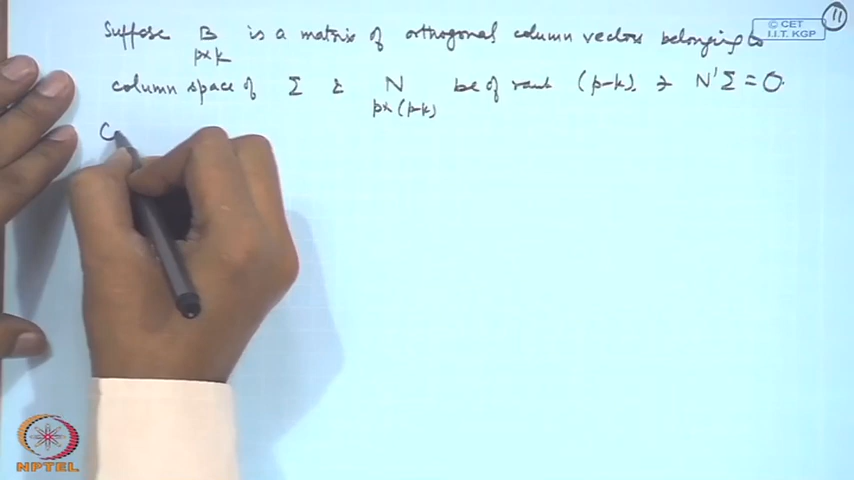 Suppose B is a matrix of orthogonal column vectors belonging to
p×k
column space of Σ & N be of rank (p-k). ∋ N'Σ = 0.
p×(p-k)
C
11
© CET
I.I.T. KGP
NPTEL